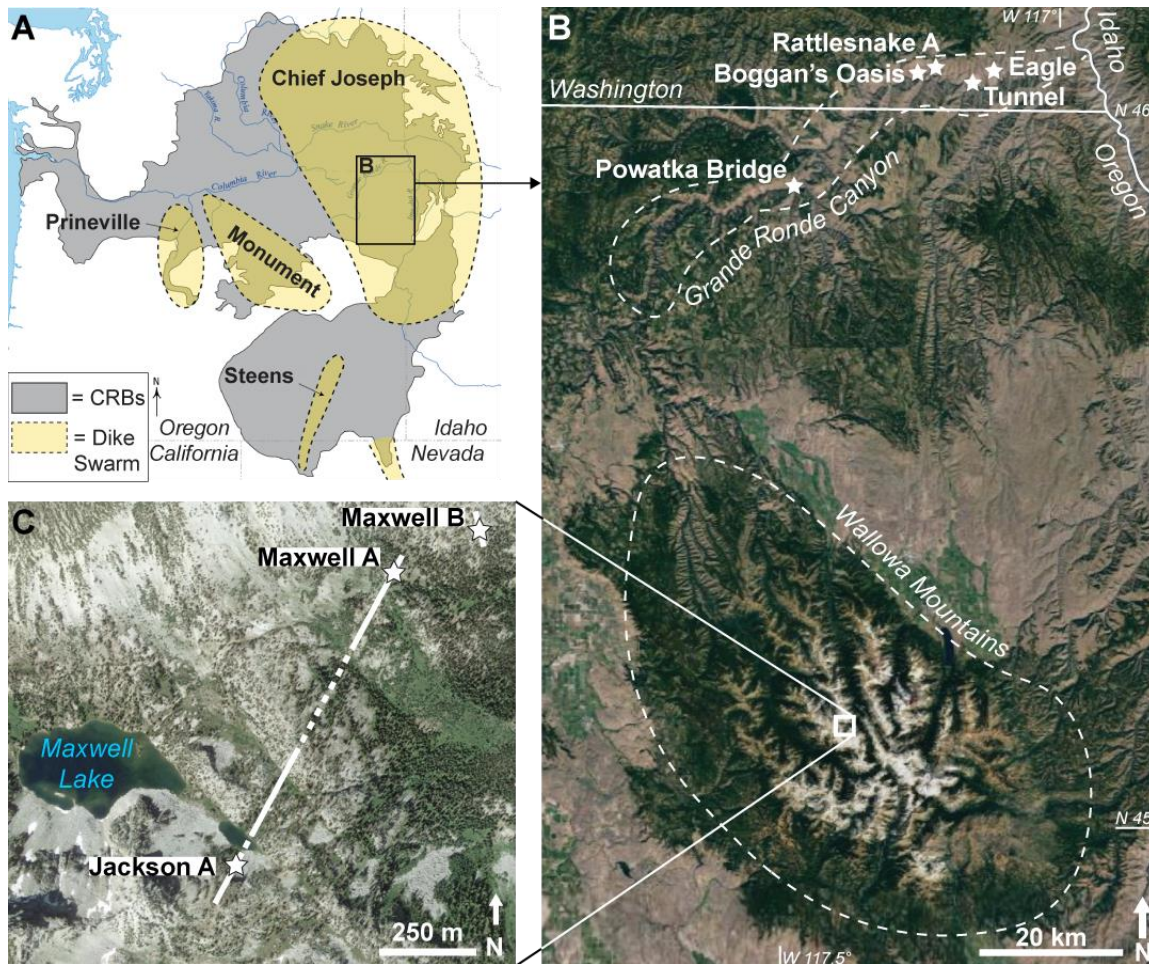 A
Chief Joseph
Yakima R.
Columbia
Snake River
B
Columbia River
Prineville
Monument
Steens
N
= CRBs
= Dike
Swarm
Oregon
California
Idaho
Nevada
B
W 117°
Idaho
Rattlesnake A
Boggan's Oasis
Eagle
Tunnel
Washington
N 46
Oregon
Powatka Bridge
Grande Ronde Canyon
Wallowa Mountains
N 45
W 117.5°
20 km
N
C
Maxwell B
Maxwell A
Maxwell
Lake
Jackson A
250 m
N